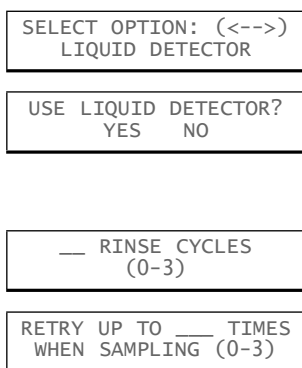 SELECT OPTION: (<-->)
LIQUID DETECTOR
USE LIQUID DETECTOR?
YES NO
__ RINSE CYCLES
(0-3)
RETRY UP TO ___ TIMES
WHEN SAMPLING (0-3)